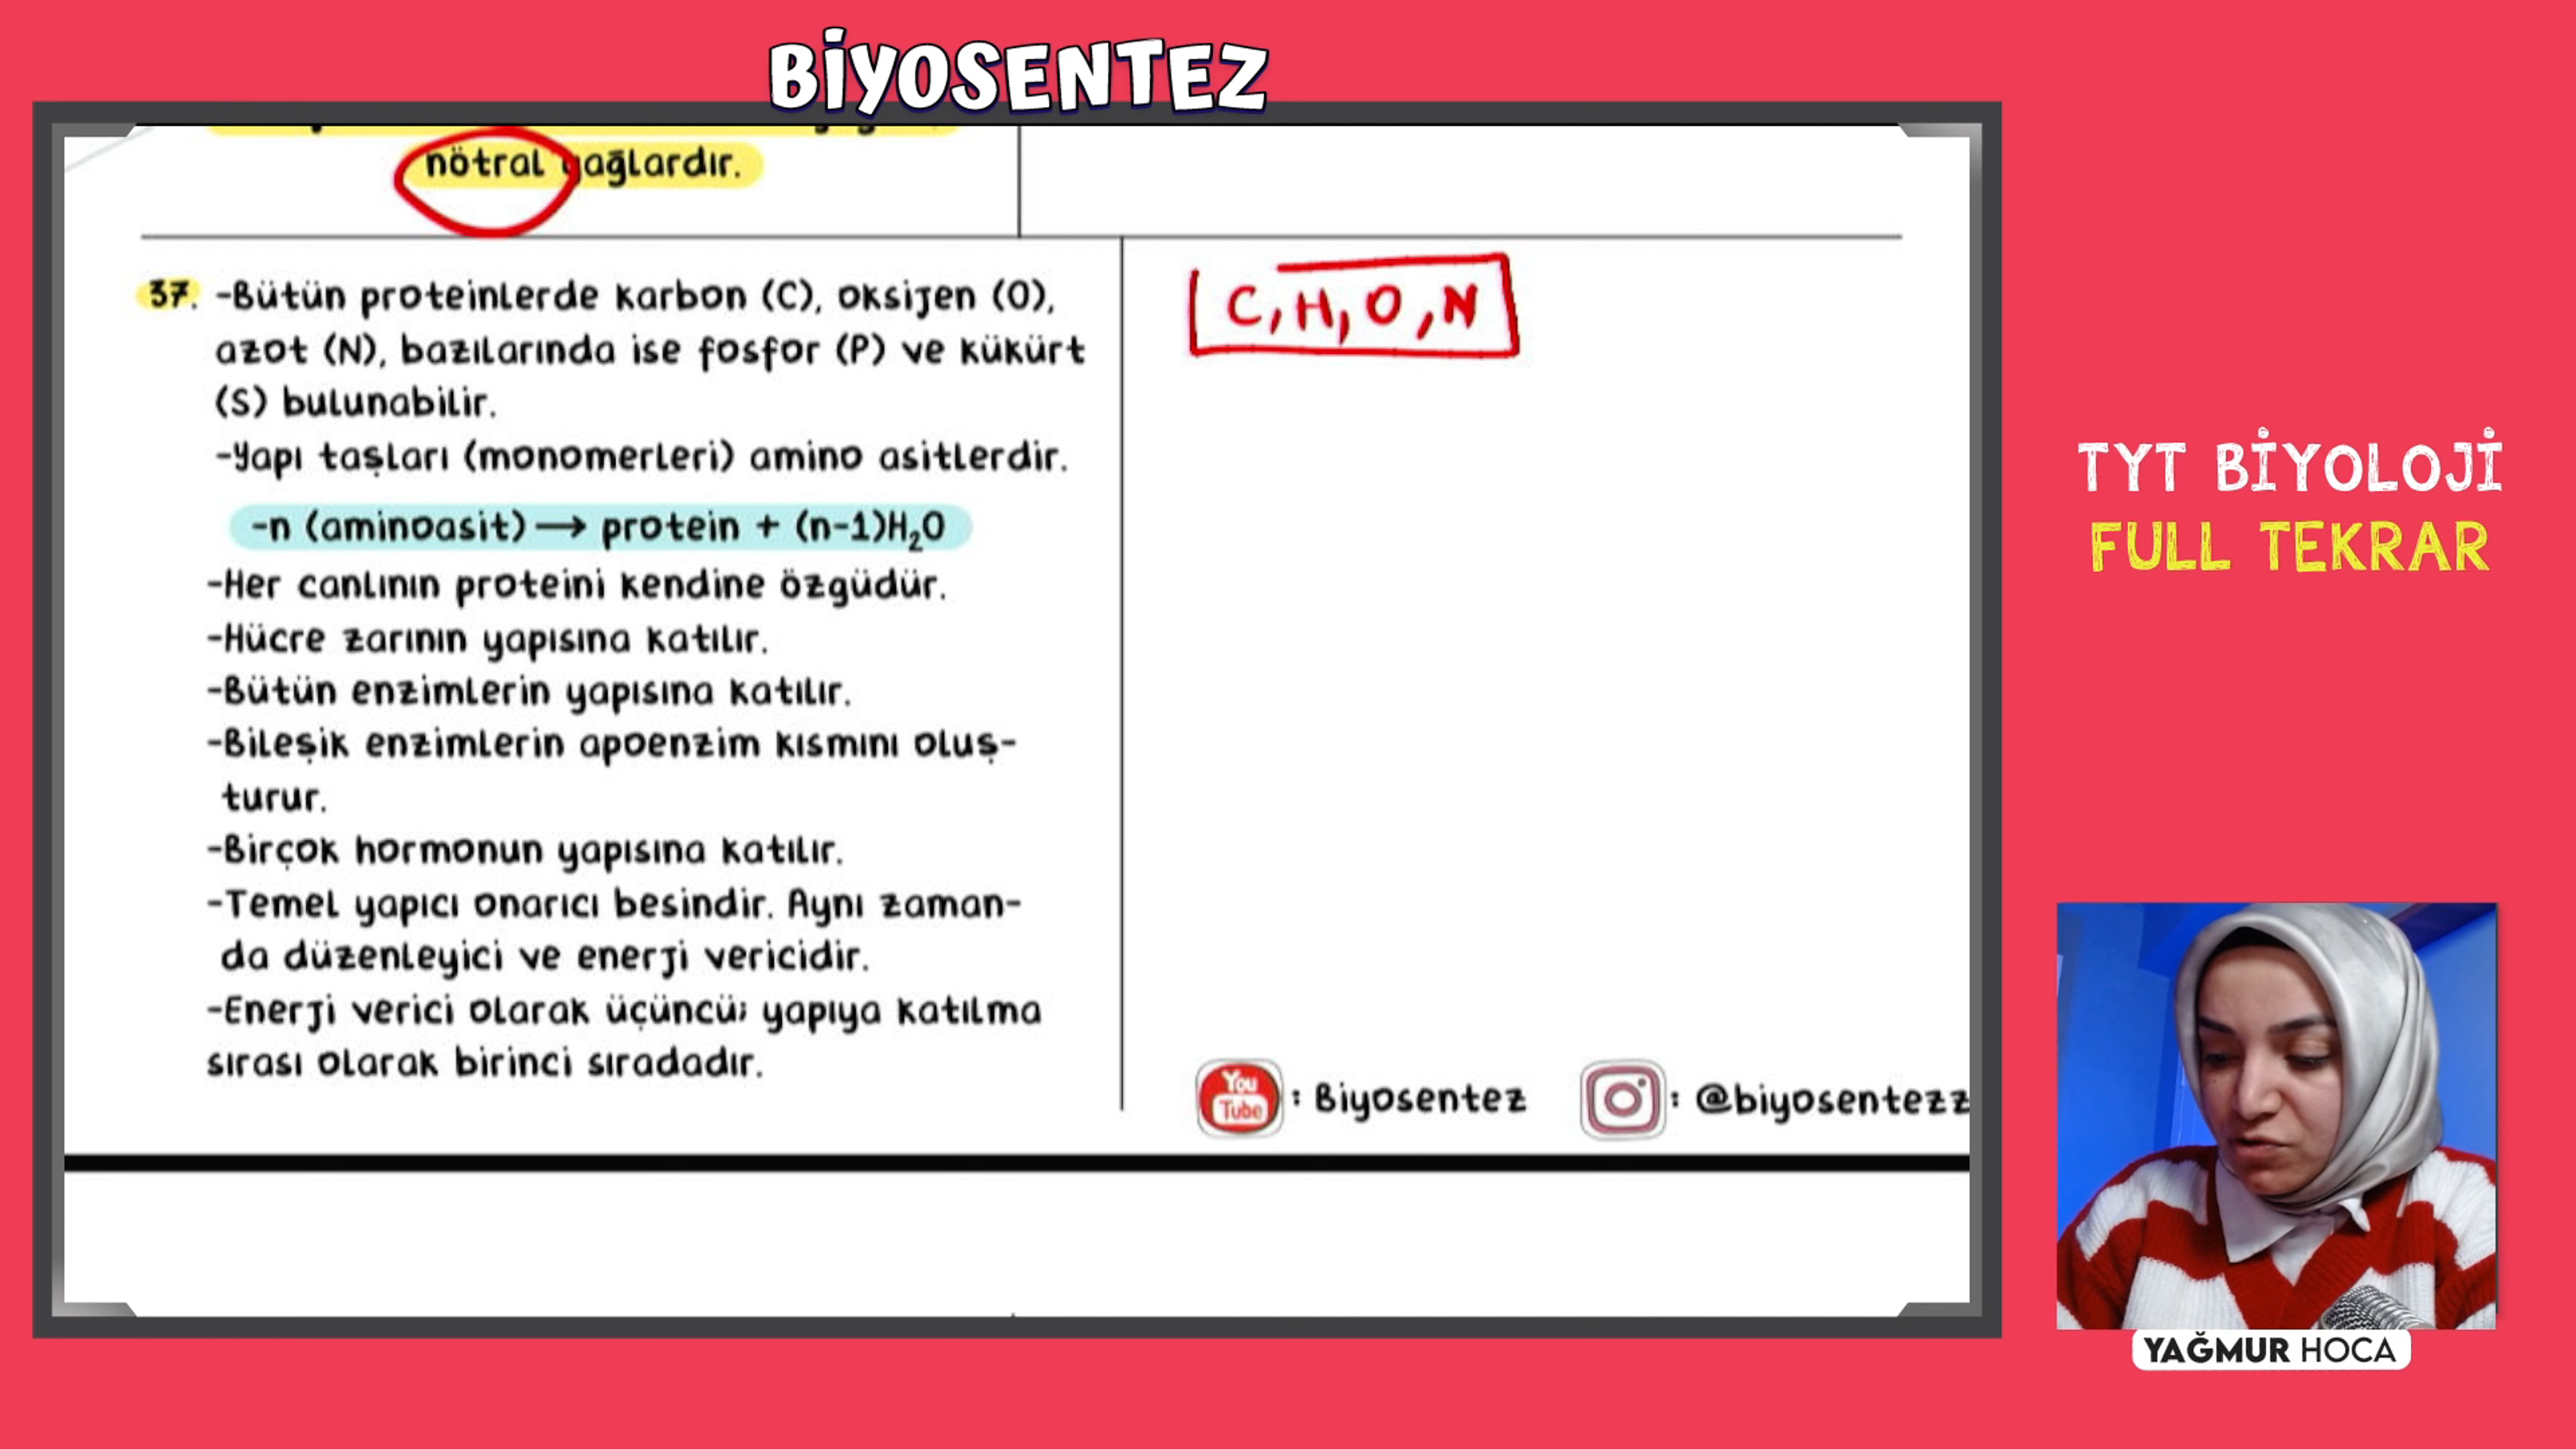 BİYOSENTEZ
nötral yağlardır.
37. -Bütün proteinlerde karbon (C), oksijen (O),
azot (N), bazılarında ise fosfor (P) ve kükürt
(S) bulunabilir.
-Yapı taşları (monomerleri) amino asitlerdir.
-n (aminoasit) → protein + (n-1)H₂O
-Her canlının proteini kendine özgüdür.
-Hücre zarının yapısına katılır.
-Bütün enzimlerin yapısına katılır.
-Bileşik enzimlerin apoenzim kısmını oluş-
turur.
-Birçok hormonun yapısına katılır.
-Temel yapıcı onarıcı besindir. Aynı zaman-
da düzenleyici ve enerji vericidir.
-Enerji verici olarak üçüncü; yapıya katılma
sırası olarak birinci sıradadır.
C, H, O, N
You
Tube
: Biyosentez
: @biyosentezz
TYT BİYOLOJİ
FULL TEKRAR
YAĞMUR HOCA